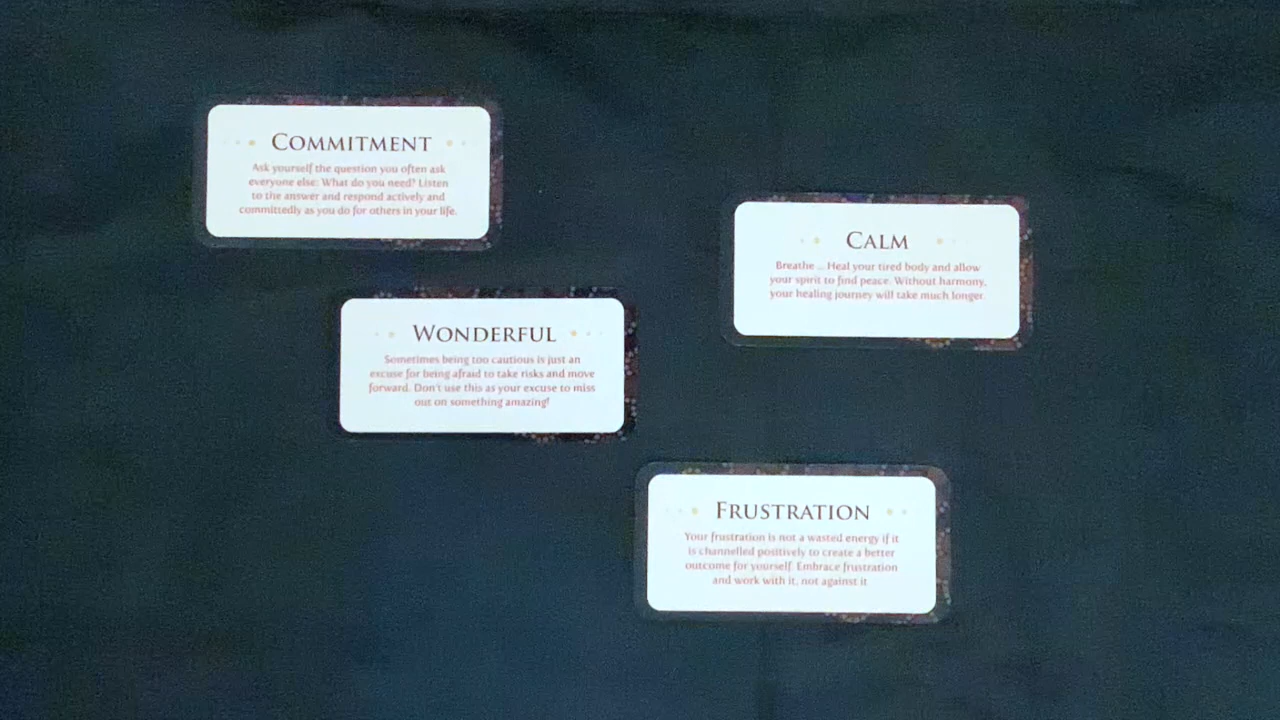 COMMITMENT
Ask yourself the question you often ask
everyone else: What do you need? Listen
to the answer and respond actively and
committedly as you do for others in your life.
CALM
Breathe ... Heal your tired body and allow
your spirit to find peace. Without harmony,
your healing journey will take much longer.
WONDERFUL
Sometimes being too cautious is just an
excuse for being afraid to take risks and move
forward. Don't use this as your excuse to miss
out on something amazing!
FRUSTRATION
Your frustration is not a wasted energy if it
is channelled positively to create a better
outcome for yourself. Embrace frustration
and work with it, not against it